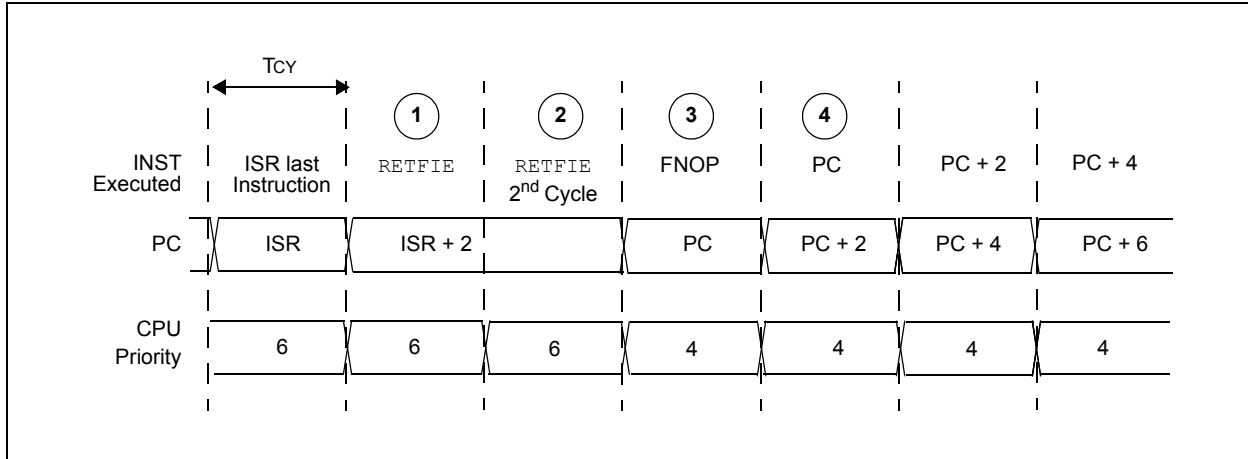 TCY
1 2 3 4
INST Executed ISR last Instruction RETFIE RETFIE 2nd Cycle FNOP PC PC + 2 PC + 4
PC ISR ISR + 2 PC PC + 2 PC + 4 PC + 6
CPU Priority 6 6 6 4 4 4 4